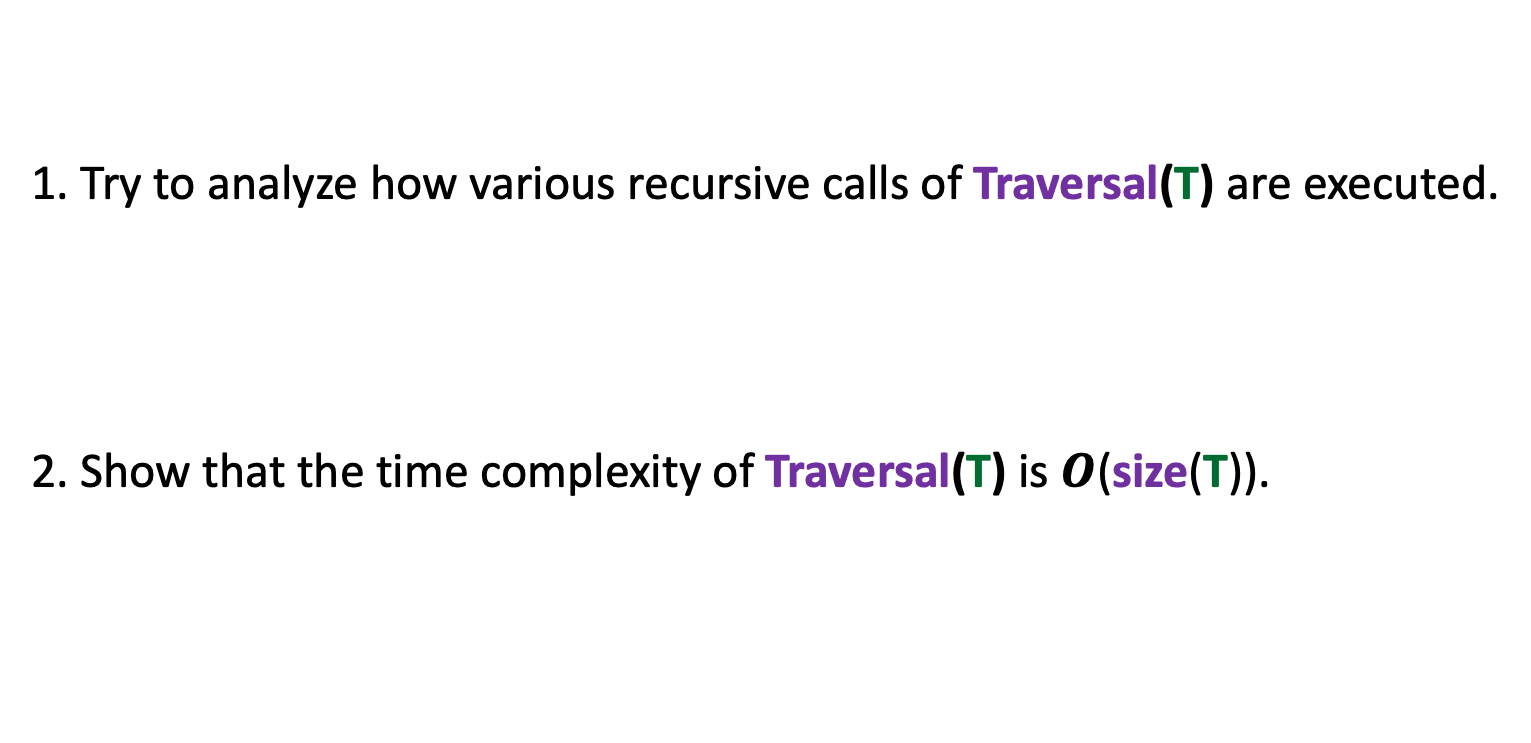 1. Try to analyze how various recursive calls of Traversal(T) are executed.
2. Show that the time complexity of Traversal(T) is O(size(T)).